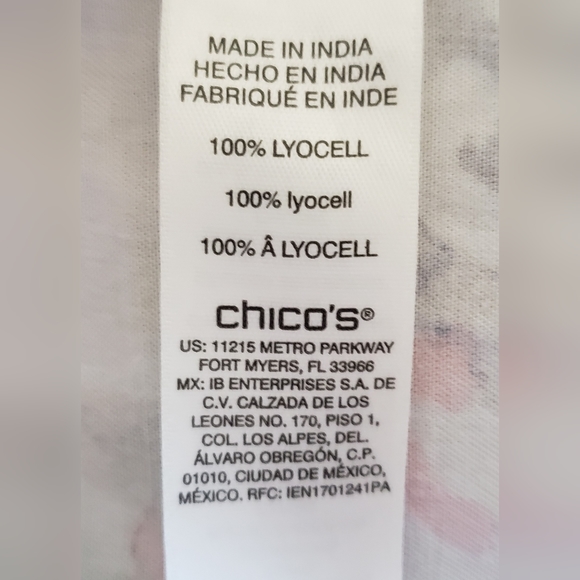 MADE IN INDIA
HECHO EN INDIA
FABRIQUÉ EN INDE
100% LYOCELL
100% lyocell
100% Â LYOCELL
chico's®
US: 11215 METRO PARKWAY
FORT MYERS, FL 33966
MX: IB ENTERPRISES S.A. DE
C.V. CALZADA DE LOS
LEONES NO. 170, PISO 1,
COL. LOS ALPES, DEL.
ÁLVARO OBREGÓN, C.P.
01010, CIUDAD DE MÉXICO,
MÉXICO. RFC: IEN1701241PA